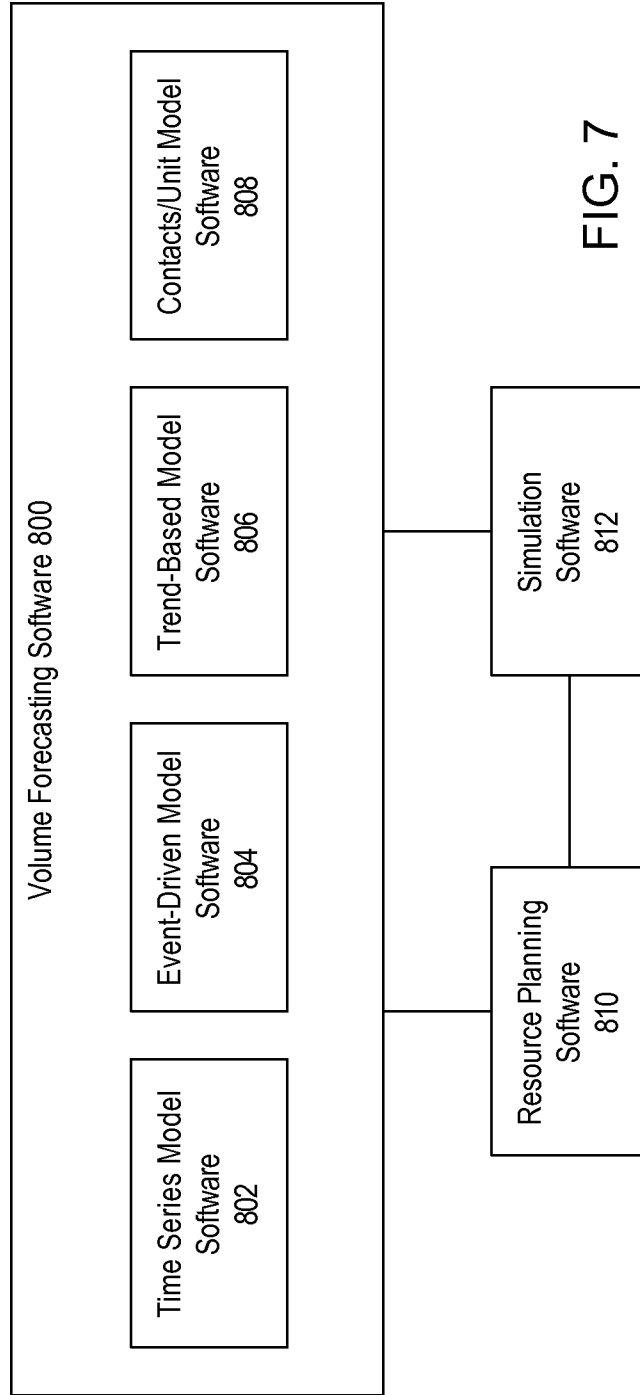 Volume Forecasting Software 800
Time Series Model
Software
802
Event-Driven Model
Software
804
Trend-Based Model
Software
806
Contacts/Unit Model
Software
808
Resource Planning
Software
810
Simulation
Software
812
FIG. 7